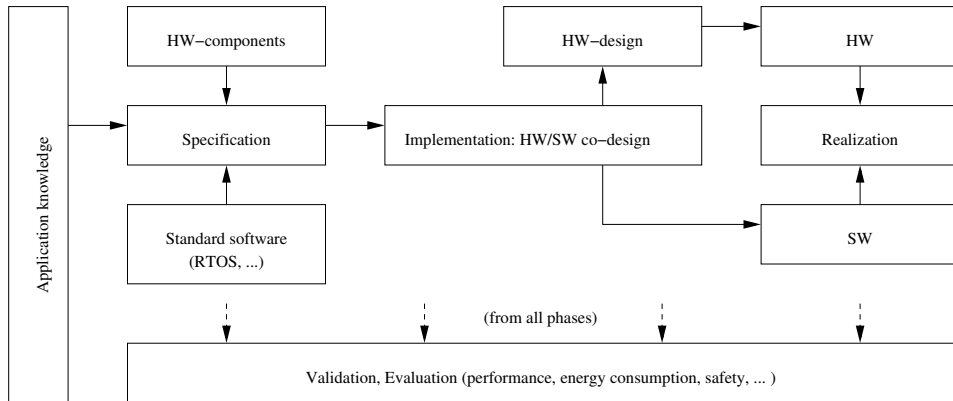 Application knowledge
HW−components
HW−design
HW
Specification
Implementation: HW/SW co−design
Realization
Standard software
(RTOS, ...)
SW
(from all phases)
Validation, Evaluation (performance, energy consumption, safety, ... )